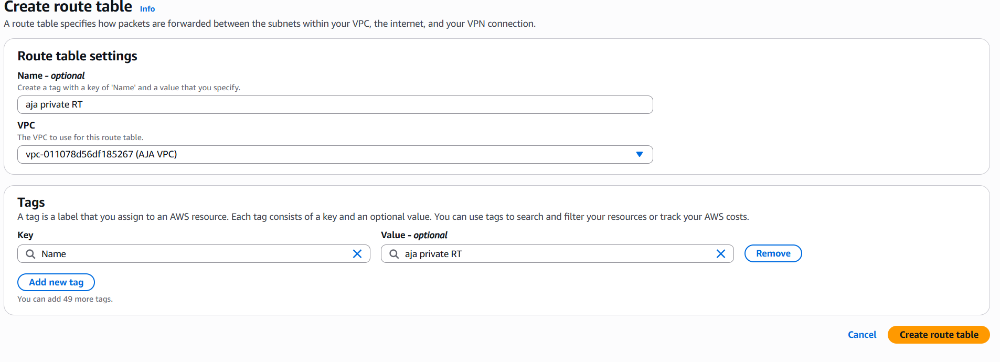 Create route table Info
A route table specifies how packets are forwarded between the subnets within your VPC, the internet, and your VPN connection.
Route table settings
Name - optional
Create a tag with a key of 'Name' and a value that you specify.
aja private RT
VPC
The VPC to use for this route table.
vpc-011078d56df185267 (AJA VPC)
Tags
A tag is a label that you assign to an AWS resource. Each tag consists of a key and an optional value. You can use tags to search and filter your resources or track your AWS costs.
Key Value - optional
Name aja private RT Remove
Add new tag
You can add 49 more tags.
Cancel Create route table